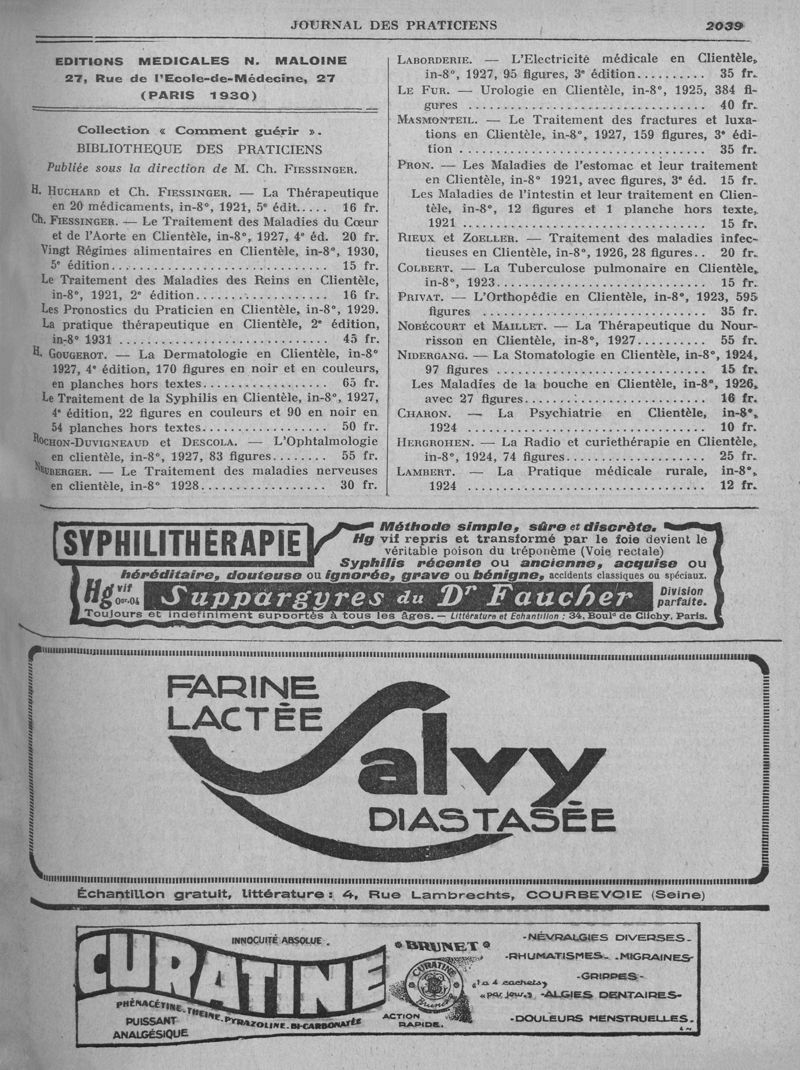 JOURNAL DES PRATICIENS 2039
EDITIONS MEDICALES N. MALOINE
27, Rue de l'Ecole-de-Médecine, 27
(PARIS 1930)
Collection « Comment guérir ».
BIBLIOTHEQUE DES PRATICIENS
Publiée sous la direction de M. Ch. FIESSINGER.
H. HUCHARD et Ch. FIESSINGER. — La Thérapeutique
en 20 médicaments, in-8°, 1921, 5e édit..... 16 fr.
Ch. FIESSINGER. — Le Traitement des Maladies du Cœur
et de l'Aorte en Clientèle, in-8°, 1927, 4e éd. 20 fr.
Vingt Régimes alimentaires en Clientèle, in-8°, 1930,
5e édition.............................. 15 fr.
Le Traitement des Maladies des Reins en Clientèle,
in-8°, 1921, 2e édition.................. 16 fr.
Les Pronostics du Praticien en Clientèle, in-8°, 1929.
La pratique thérapeutique en Clientèle, 2e édition,
in-8° 1931 .............................. 45 fr.
H. GOUGEROT. — La Dermatologie en Clientèle, in-8°
1927, 4e édition, 170 figures en noir et en couleurs,
en planches hors textes.................. 65 fr.
Le Traitement de la Syphilis en Clientèle, in-8°, 1927,
4e édition, 22 figures en couleurs et 90 en noir en
54 planches hors textes.................. 50 fr.
ROCHON-DUVIGNEAUD et DESCOLA. — L'Ophtalmologie
en clientèle, in-8°, 1927, 83 figures........ 55 fr.
NEUBERGER. — Le Traitement des maladies nerveuses
en clientèle, in-8° 1928.................. 30 fr.
LABORDERIE. — L'Electricité médicale en Clientèle,
in-8°, 1927, 95 figures, 3e édition.......... 35 fr.
LE FUR. — Urologie en Clientèle, in-8°, 1925, 384 fi-
gures .................................. 40 fr.
MASMONTEIL. — Le Traitement des fractures et luxa-
tions en Clientèle, in-8°, 1927, 159 figures, 3e édi-
tion .................................... 35 fr.
PRON. — Les Maladies de l'estomac et leur traitement
en Clientèle, in-8° 1921, avec figures, 3e éd. 15 fr.
Les Maladies de l'intestin et leur traitement en Clien-
tèle, in-8°, 12 figures et 1 planche hors texte,
1921 .................................... 15 fr.
RIEUX et ZOELLER. — Traitement des maladies infec-
tieuses en Clientèle, in-8°, 1926, 28 figures.. 20 fr.
COLBERT. — La Tuberculose pulmonaire en Clientèle,
in-8°, 1923.............................. 15 fr.
PRIVAT. — L'Orthopédie en Clientèle, in-8°, 1923, 595
figures .................................. 35 fr.
NOBÉCOURT et MAILLET. — La Thérapeutique du Nour-
risson en Clientèle, in-8°, 1927.......... 55 fr.
NIDERGANG. — La Stomatologie en Clientèle, in-8°, 1924,
97 figures .............................. 15 fr.
Les Maladies de la bouche en Clientèle, in-8°, 1926,
avec 27 figures.......................... 16 fr.
CHARON. — La Psychiatrie en Clientèle, in-8°,
1924 .................................... 10 fr.
HERGROHEN. — La Radio et curiethérapie en Clientèle,
in-8°, 1924, 74 figures.................... 25 fr.
LAMBERT. — La Pratique médicale rurale, in-8°,
1924 .................................... 12 fr.
SYPHILITHÉRAPIE
Méthode simple, sûre et discrète.
Hg vif repris et transformé par le foie devient le
véritable poison du tréponème (Voie rectale)
Syphilis récente ou ancienne, acquise ou
héréditaire, douteuse ou ignorée, grave ou bénigne, accidents classiques ou spéciaux.
Hg vif 0gr.04 Suppargyres du Dr Faucher Division parfaite.
Toujours et indéfiniment supportés à tous les âges. — Littérature et Echantillon : 34, Boulд de Clichy, Paris.
FARINE
LACTÉE
Salvy
DIASTASÉE
Échantillon gratuit, littérature : 4, Rue Lambrechts, COURBEVOIE (Seine)
CURATINE
INNOCUITÉ ABSOLUE.
PHÉNACÉTINE-THÉINE-PYRAZOLINE-BI-CARBONATÉE
PUISSANT
ANALGÉSIQUE
BRUNET
CURATINE
Brunet
ACTION
RAPIDE.
"1 à 4 cachets
par jour."
-NÉVRALGIES DIVERSES-
-RHUMATISMES- -MIGRAINES-
-GRIPPES-
-ALGIES DENTAIRES-
-DOULEURS MENSTRUELLES.